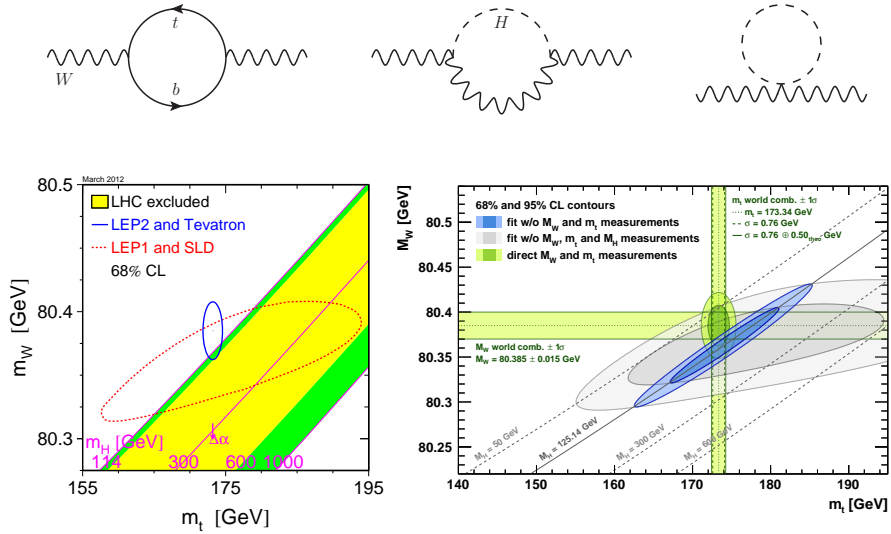 t
W
b
H
March 2012
LHC excluded
LEP2 and Tevatron
LEP1 and SLD
68% CL
80.5
80.4
80.3
m_W [GeV]
m_H [GeV]
Δα
114 300 600 1000
155 175 195
m_t [GeV]
68% and 95% CL contours
fit w/o M_W and m_t measurements
fit w/o M_W, m_t and M_H measurements
direct M_W and m_t measurements
m_t world comb. ± 1σ
m_t = 173.34 GeV
σ = 0.76 GeV
σ = 0.76 ⊕ 0.50_theo GeV
M_W world comb. ± 1σ
M_W = 80.385 ± 0.015 GeV
M_H = 50 GeV
M_H = 125.14 GeV
M_H = 300 GeV
M_H = 600 GeV
M_W [GeV]
80.5
80.45
80.4
80.35
80.3
80.25
140 150 160 170 180 190
m_t [GeV]